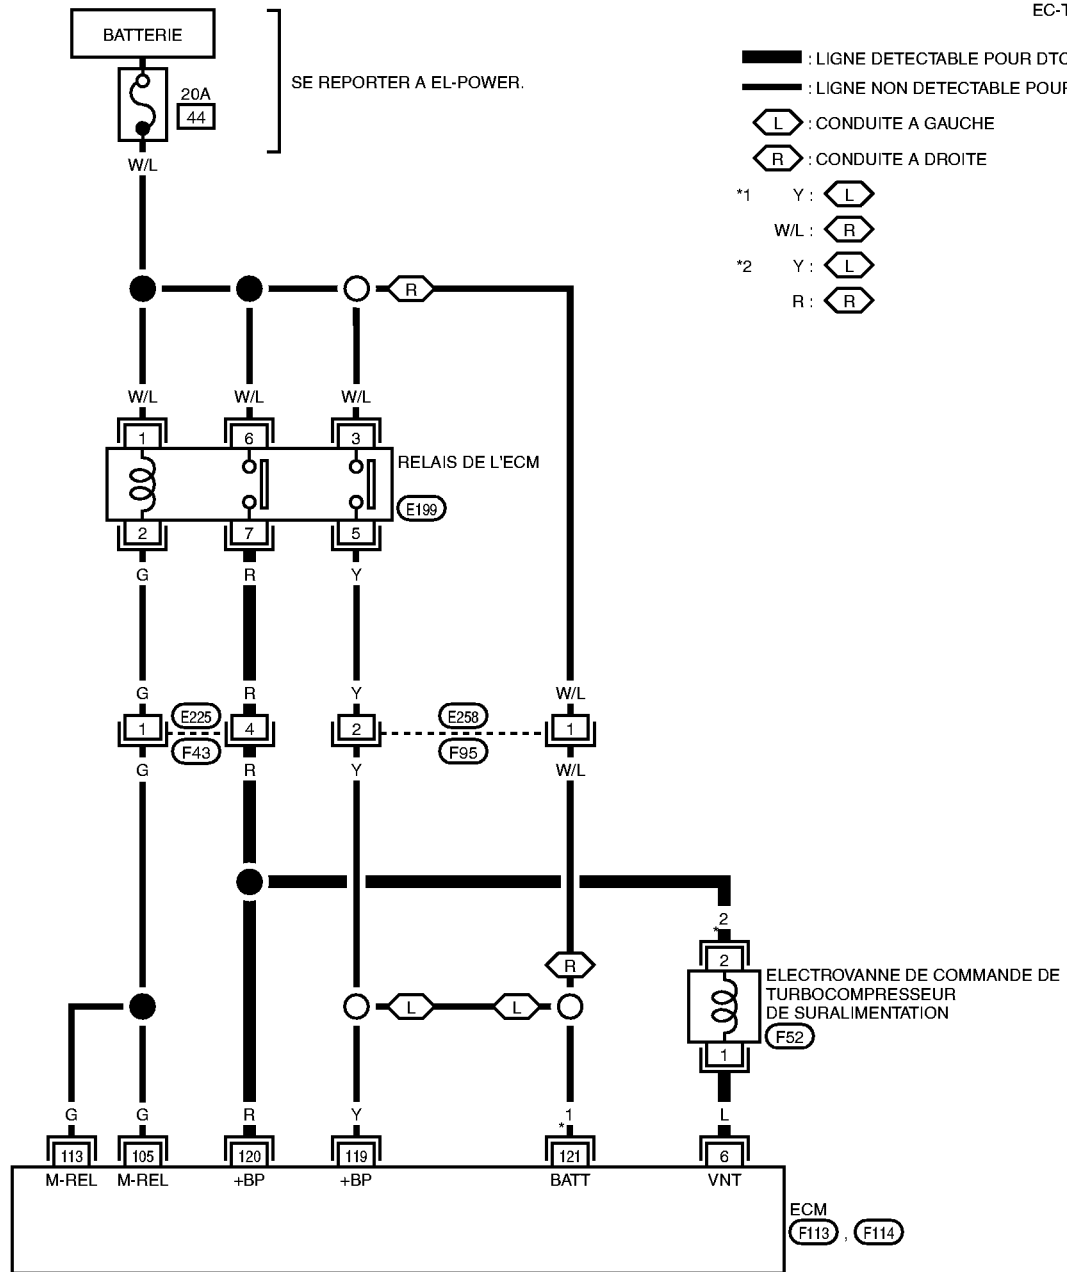 EC-T
BATTERIE
20A
44
SE REPORTER A EL-POWER.
: LIGNE DETECTABLE POUR DTC
: LIGNE NON DETECTABLE POUR
L : CONDUITE A GAUCHE
R : CONDUITE A DROITE
*1 Y : L
W/L : R
*2 Y : L
R : R
W/L
R
W/L W/L W/L
1 6 3
RELAIS DE L'ECM
E199
2 7 5
G R Y
G R Y W/L
1 E225 4 2 E258 1
F43 F95
G R Y W/L
2
*
R
2
L L
ELECTROVANNE DE COMMANDE DE
TURBOCOMPRESSEUR
DE SURALIMENTATION
F52
1
G G R Y 1 L
*
113 105 120 119 121 6
M-REL M-REL +BP +BP BATT VNT
ECM
F113 , F114